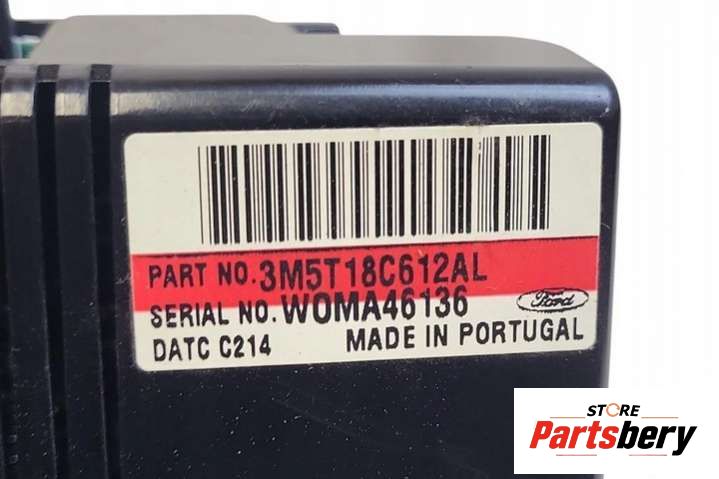 PART NO. 3M5T18C612AL
SERIAL NO. WOMA46136
Ford
DATC C214 MADE IN PORTUGAL
STORE
Partsbery